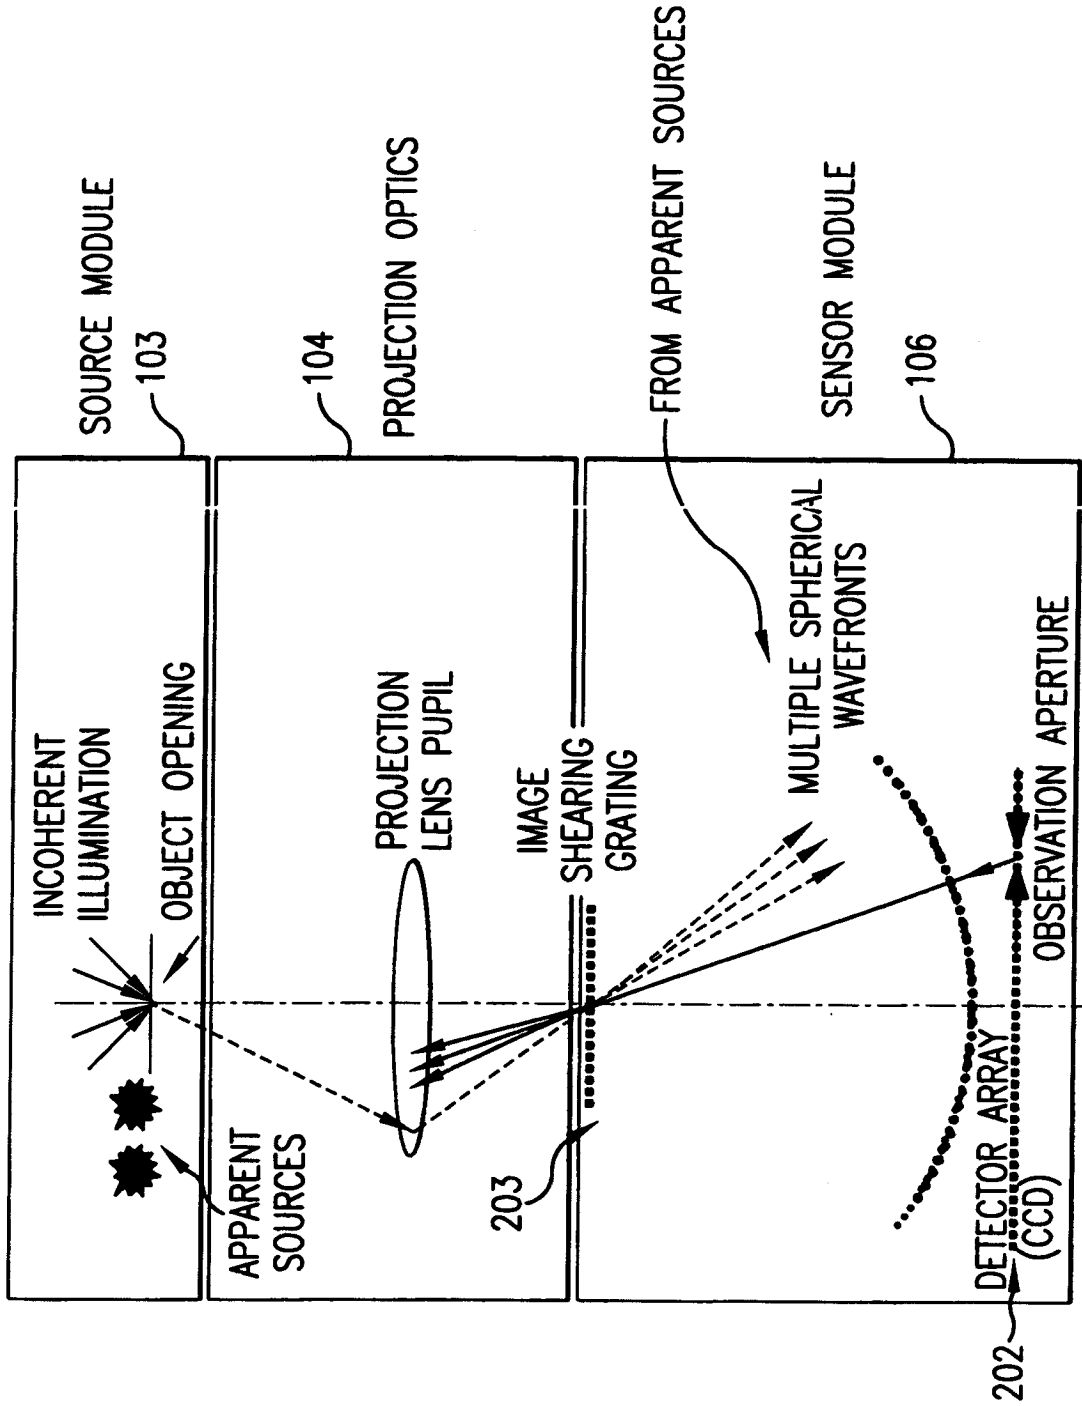 SOURCE MODULE
103
INCOHERENT
ILLUMINATION
OBJECT OPENING
APPARENT
SOURCES
104
PROJECTION OPTICS
PROJECTION
LENS PUPIL
IMAGE
SHEARING
GRATING
203
FROM APPARENT SOURCES
MULTIPLE SPHERICAL
WAVEFRONTS
SENSOR MODULE
106
DETECTOR ARRAY
(CCD)
OBSERVATION APERTURE
202